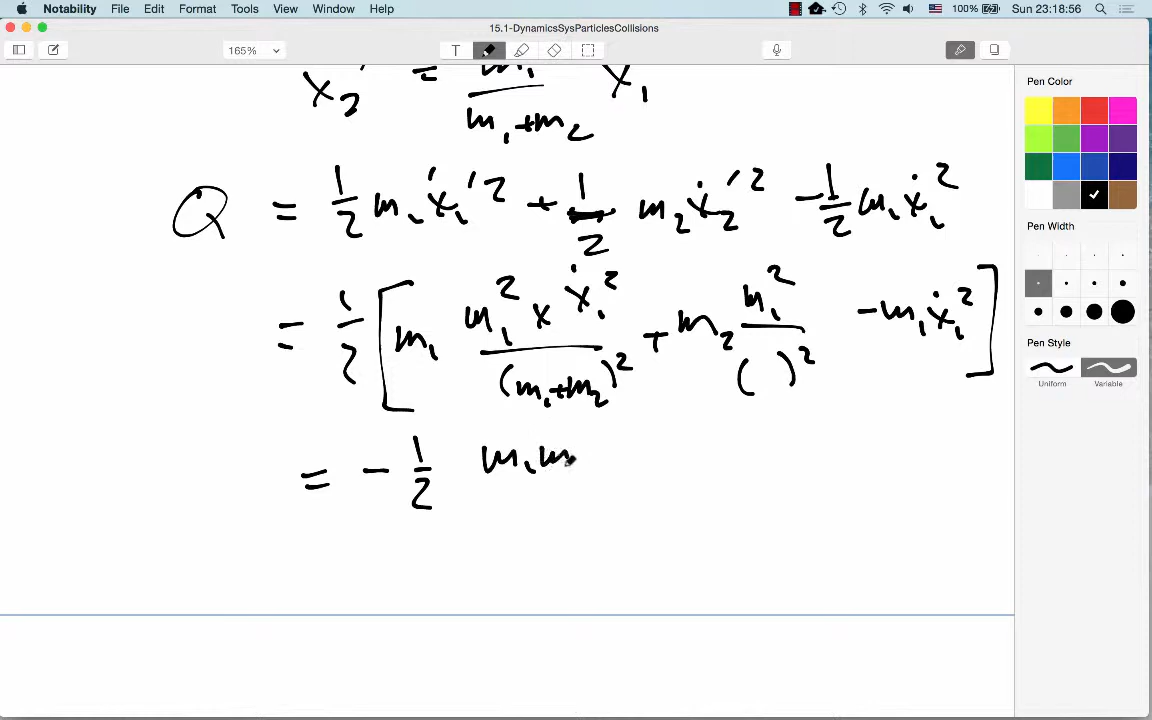 Notability File Edit Format Tools View Window Help 100% Sun 23:18:56
15.1-DynamicsSysParticlesCollisions
165% T
ẋ₂′ = m₁/(m₁+m₂) ẋ₁
Q = 1/2 m₁ẋ₁′² + 1/2 m₂ẋ₂′² - 1/2 m₁ẋ₁²
= 1/2 [ m₁ m₁² x ẋ₁²/(m₁+m₂)² + m₂ m₁²/( )² - m₁ẋ₁² ]
= - 1/2 m₁m
Pen Color
Pen Width
Pen Style
Uniform Variable